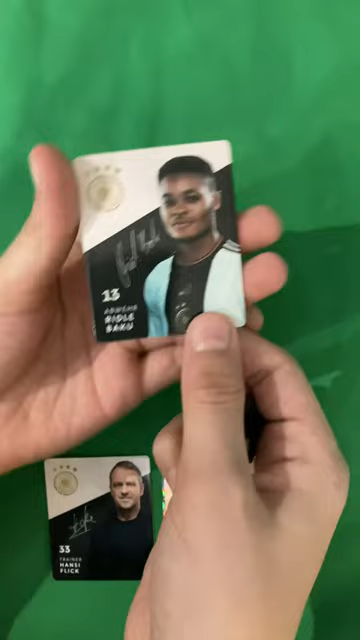 13
ABWEHR
RIDLE
BAKU
33
TRAINER
HANSI
FLICK